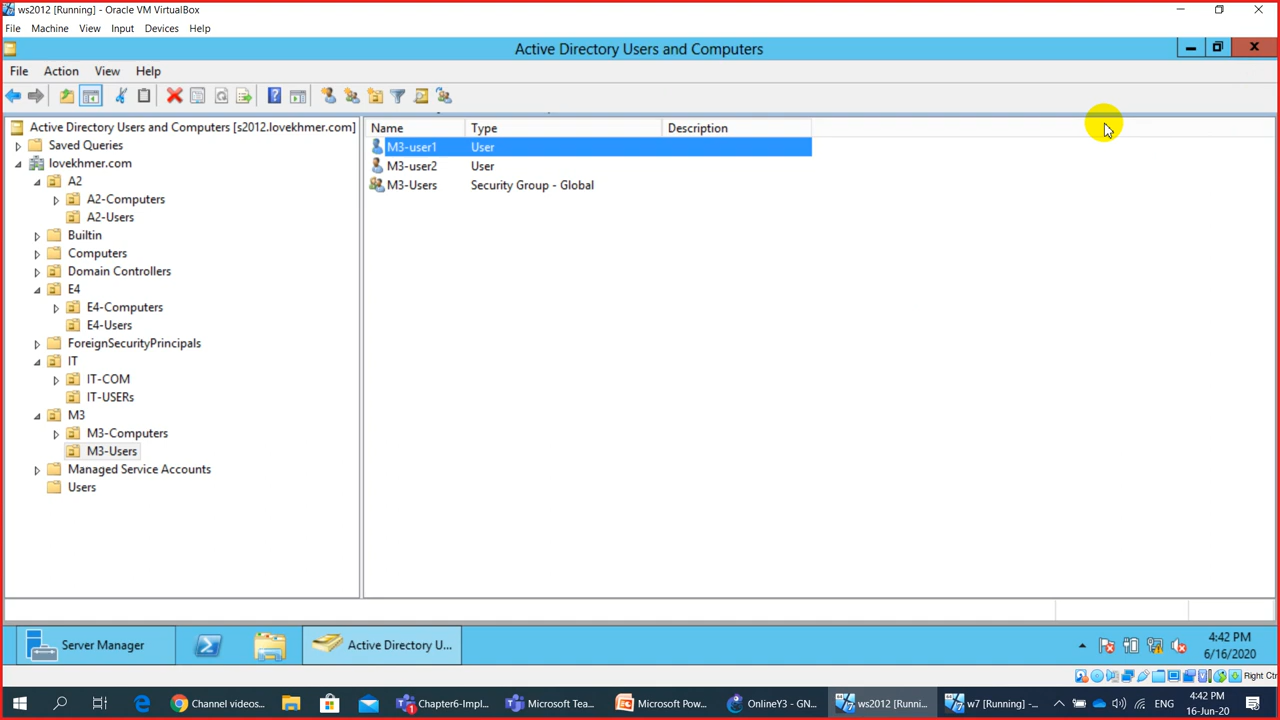 ws2012 [Running] - Oracle VM VirtualBox
File Machine View Input Devices Help
Active Directory Users and Computers
File Action View Help
Active Directory Users and Computers [s2012.lovekhmer.com]
Saved Queries
lovekhmer.com
A2
A2-Computers
A2-Users
Builtin
Computers
Domain Controllers
E4
E4-Computers
E4-Users
ForeignSecurityPrincipals
IT
IT-COM
IT-USERs
M3
M3-Computers
M3-Users
Managed Service Accounts
Users
Name Type Description
M3-user1 User
M3-user2 User
M3-Users Security Group - Global
Server Manager
Active Directory U...
4:42 PM
6/16/2020
Right Ctr
Channel videos...
Chapter6-Impl...
Microsoft Tea...
Microsoft Pow...
OnlineY3 - GN...
ws2012 [Runni...
w7 [Running] -...
ENG
4:42 PM
16-Jun-20